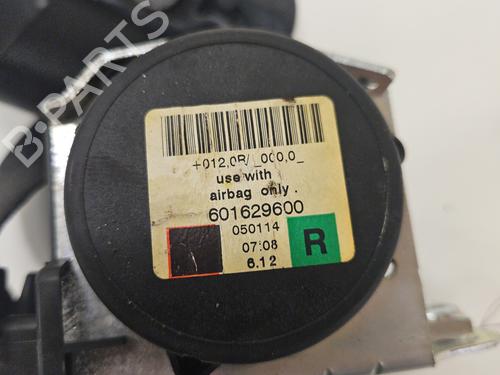 +012,0R/_000,0_
use with
airbag only .
601629600
050114
07:08
6.12
R
B-PARTS